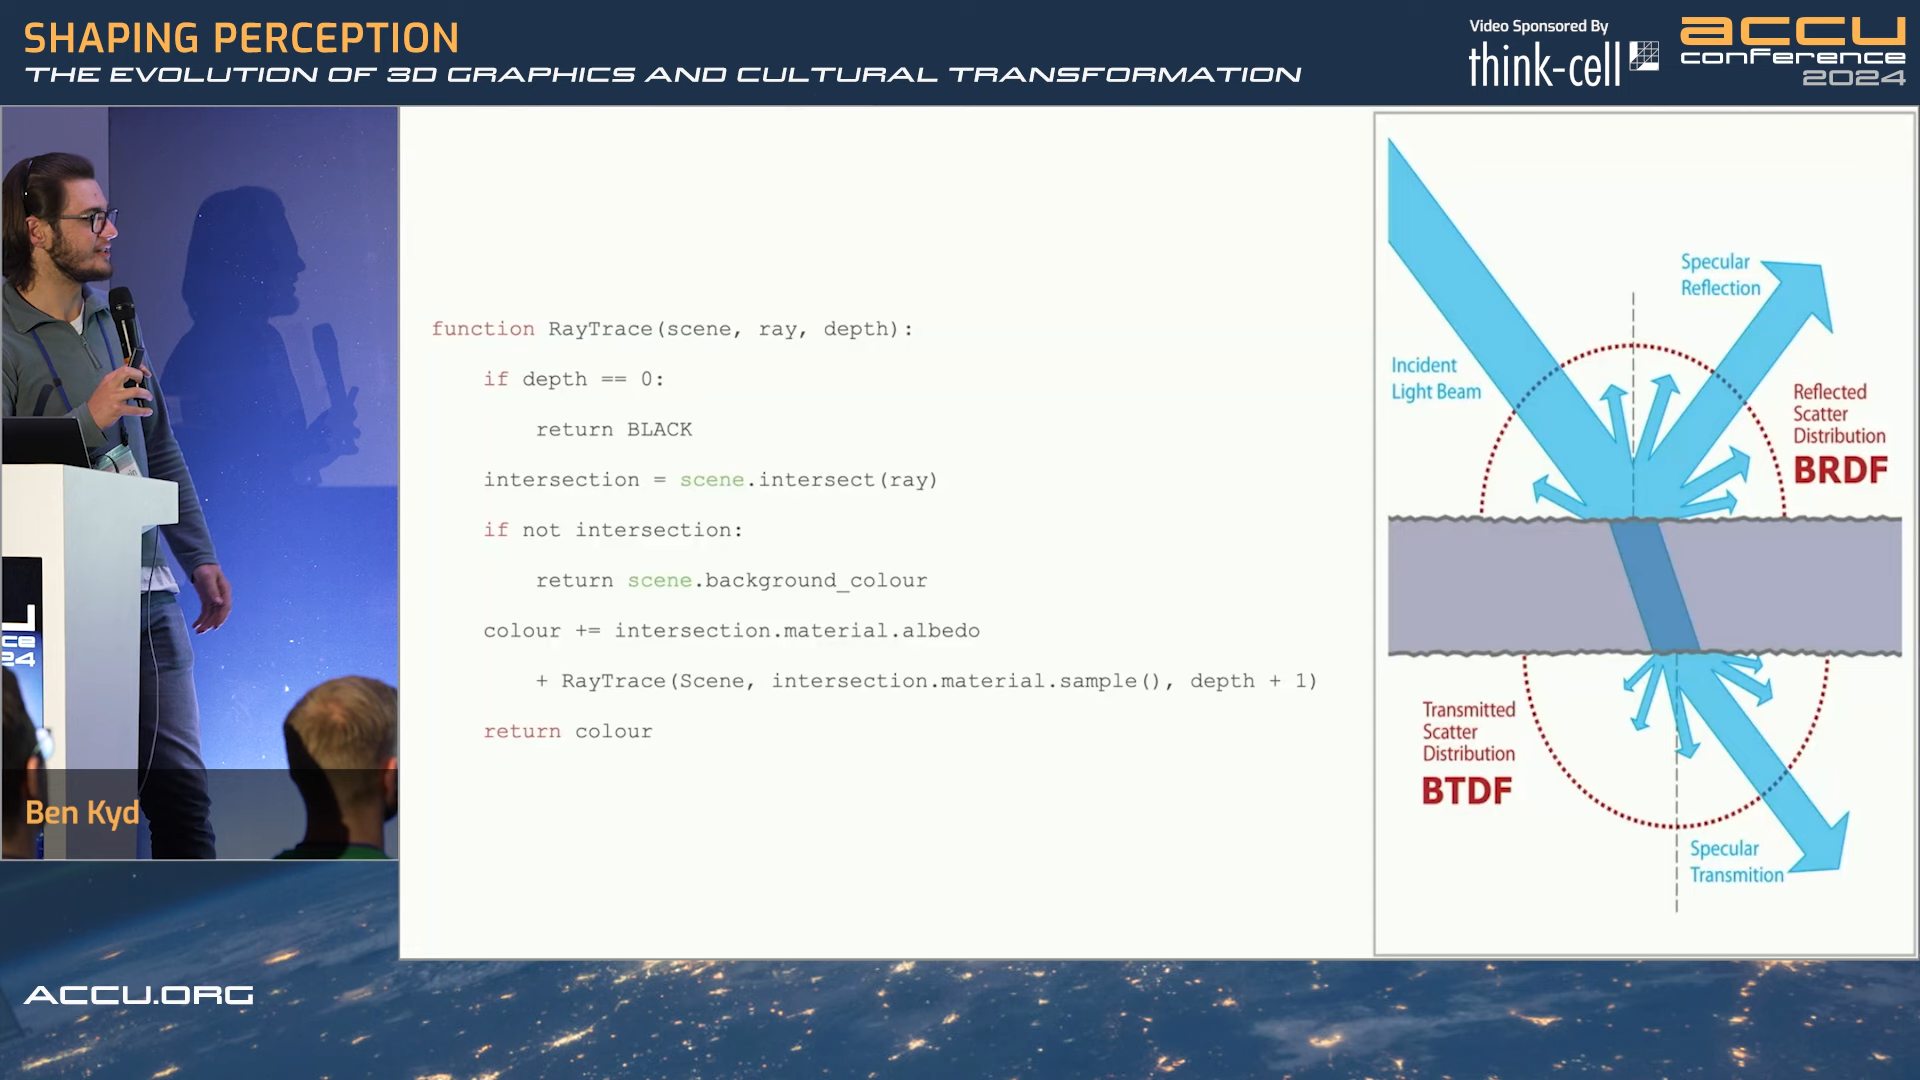 SHAPING PERCEPTION
THE EVOLUTION OF 3D GRAPHICS AND CULTURAL TRANSFORMATION
Video Sponsored By
think-cell
accu
conference
2024
function RayTrace(scene, ray, depth):
if depth == 0:
return BLACK
intersection = scene.intersect(ray)
if not intersection:
return scene.background_colour
colour += intersection.material.albedo
+ RayTrace(Scene, intersection.material.sample(), depth + 1)
return colour
Specular
Reflection
Incident
Light Beam
Reflected
Scatter
Distribution
BRDF
Transmitted
Scatter
Distribution
BTDF
Specular
Transmition
Ben Kyd
ACCU.ORG